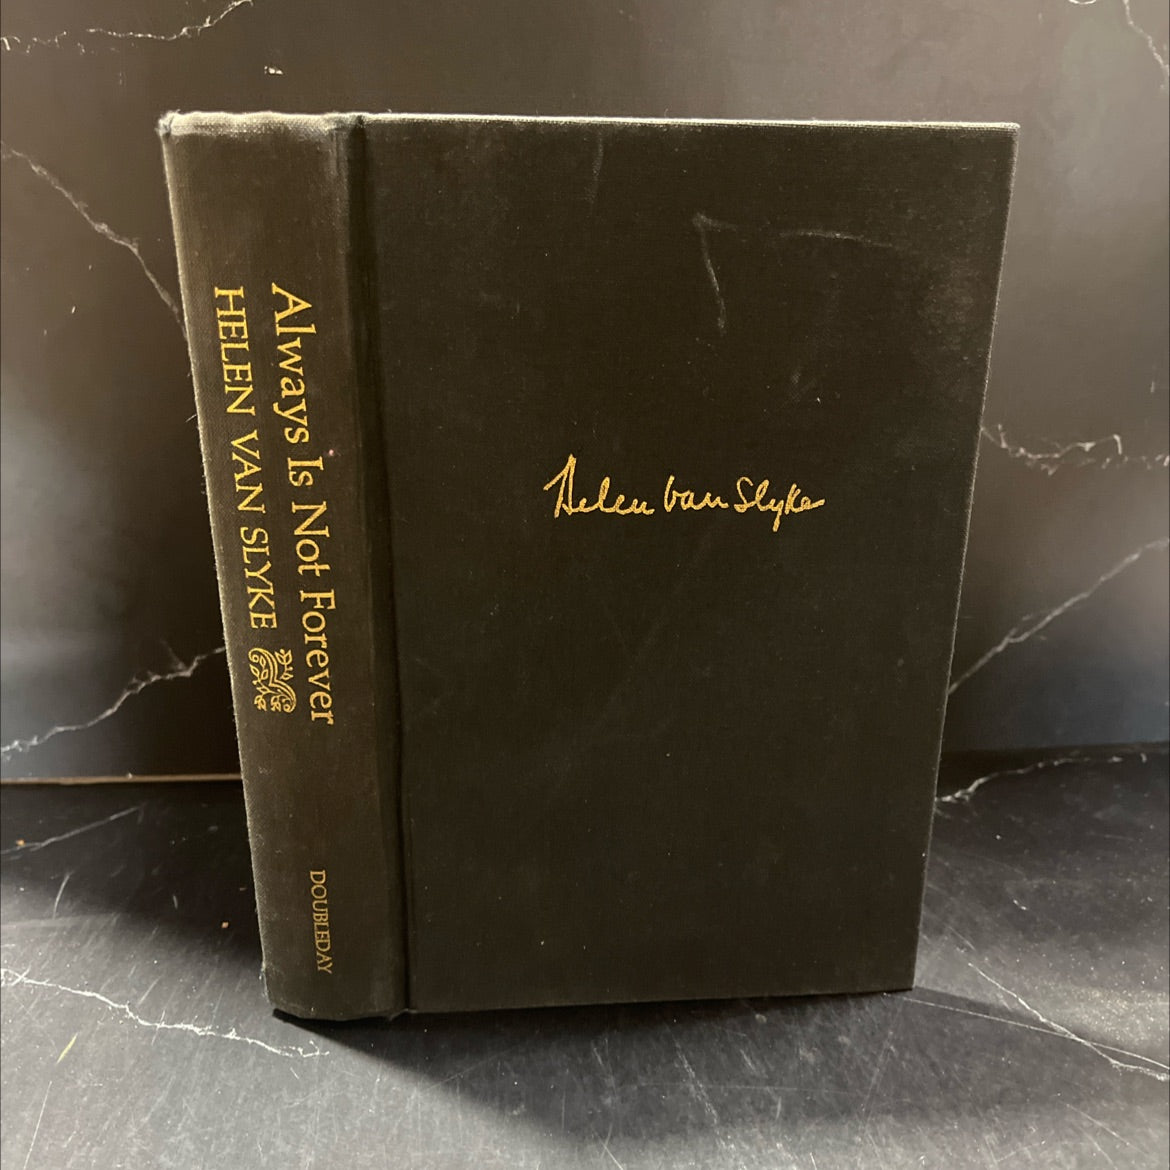 Always Is Not Forever
HELEN VAN SLYKE
DOUBLEDAY
Helen Van Slyke